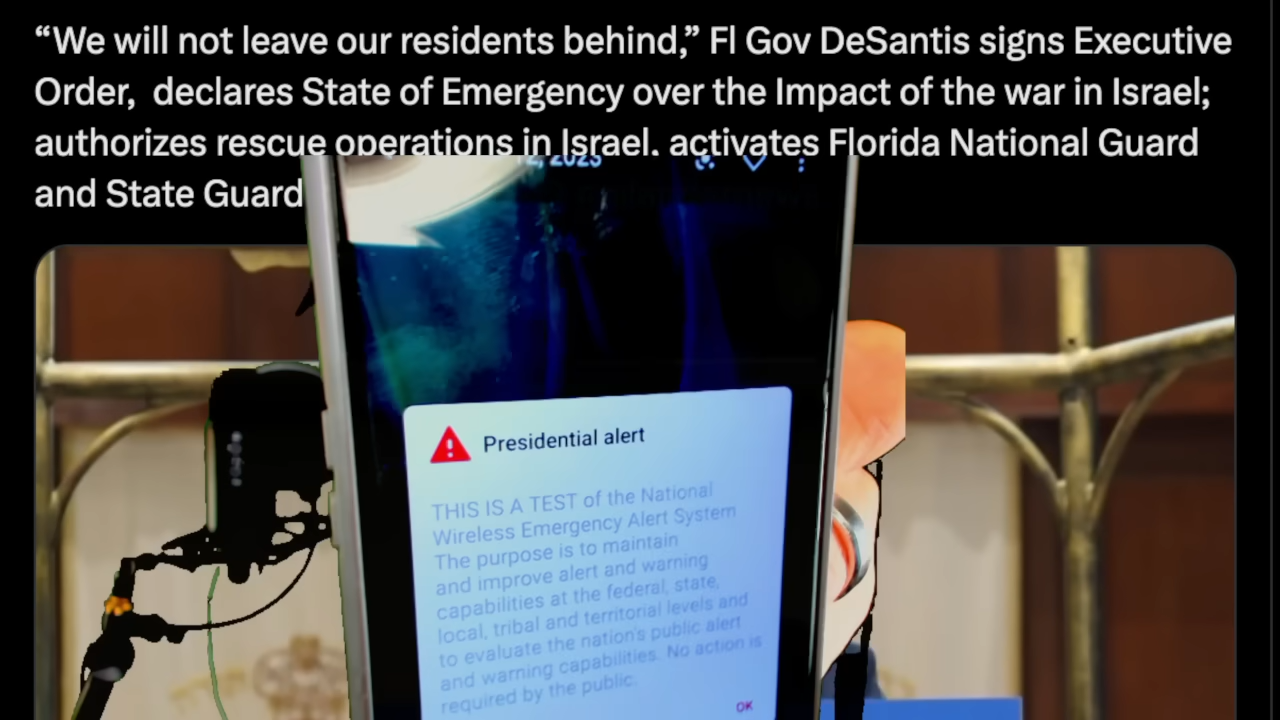 “We will not leave our residents behind,” Fl Gov DeSantis signs Executive
Order,  declares State of Emergency over the Impact of the war in Israel;
authorizes rescue operations in Israel, activates Florida National Guard
and State Guard
2, 2023
Presidential alert
THIS IS A TEST of the National
Wireless Emergency Alert System
The purpose is to maintain
and improve alert and warning
capabilities at the federal, state,
local, tribal and territorial levels and
to evaluate the nation's public alert
and warning capabilities. No action is
required by the public.
OK